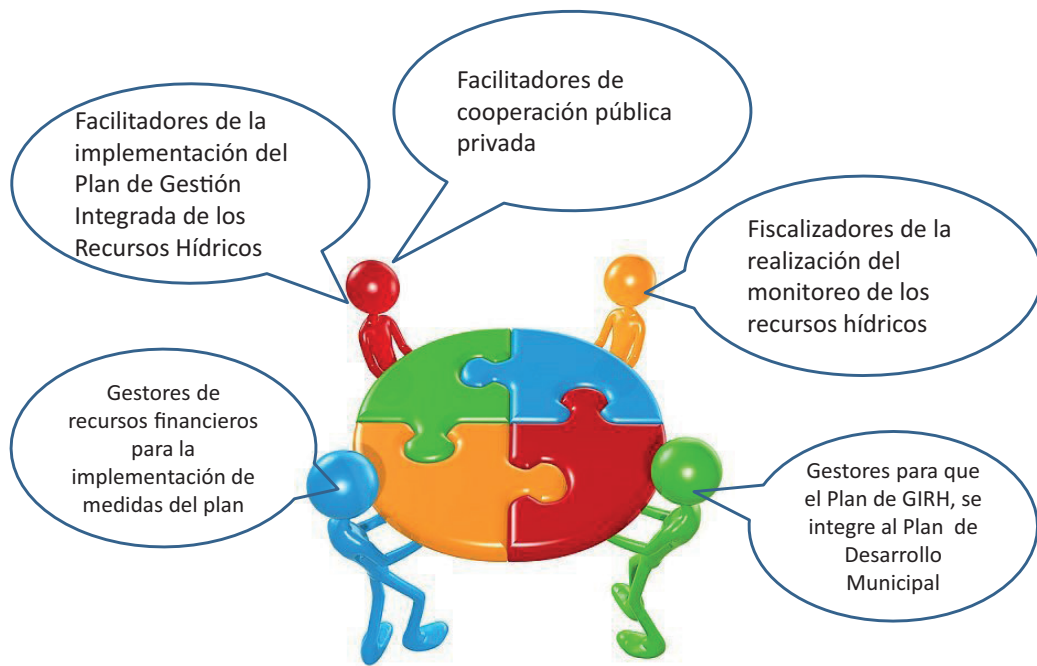 Facilitadores de la
implementación del
Plan de Gestión
Integrada de los
Recursos Hídricos
Facilitadores de
cooperación pública
privada
Fiscalizadores de la
realización del
monitoreo de los
recursos hídricos
Gestores de
recursos financieros
para la
implementación de
medidas del plan
Gestores para que
el Plan de GIRH, se
integre al Plan de
Desarrollo
Municipal